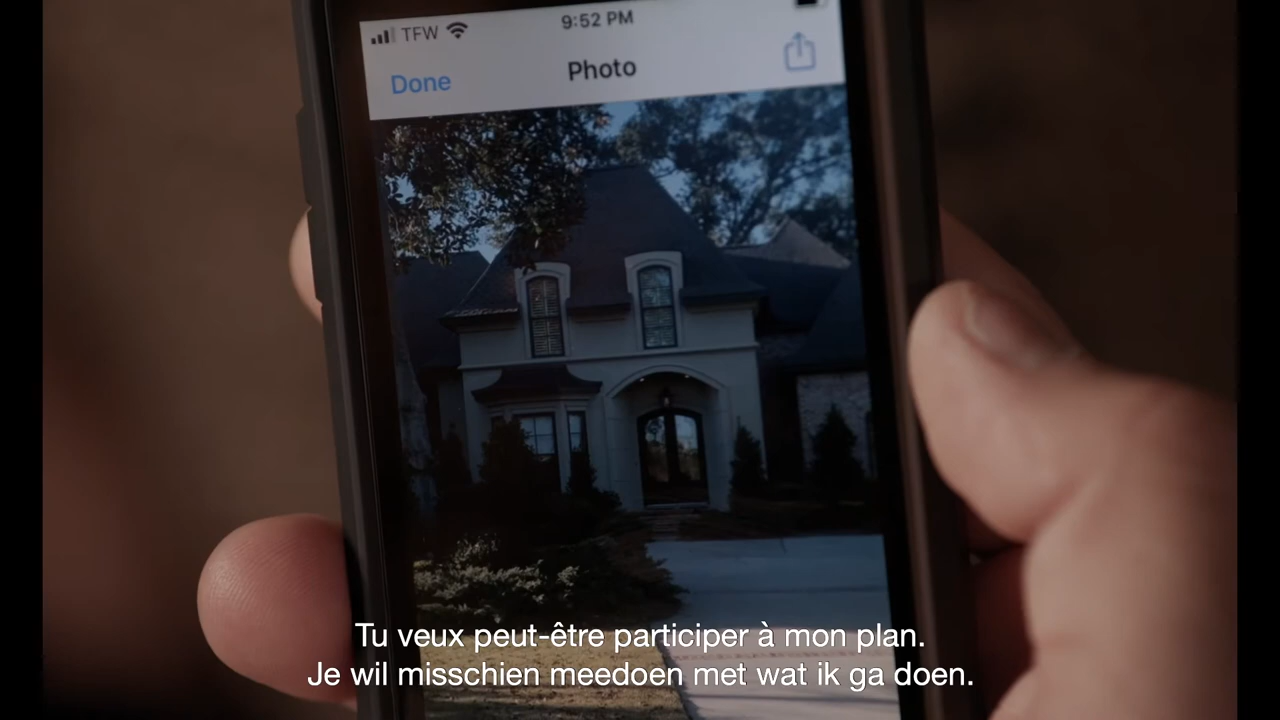 TFW 9:52 PM
Done Photo
Tu veux peut-être participer à mon plan.
Je wil misschien meedoen met wat ik ga doen.